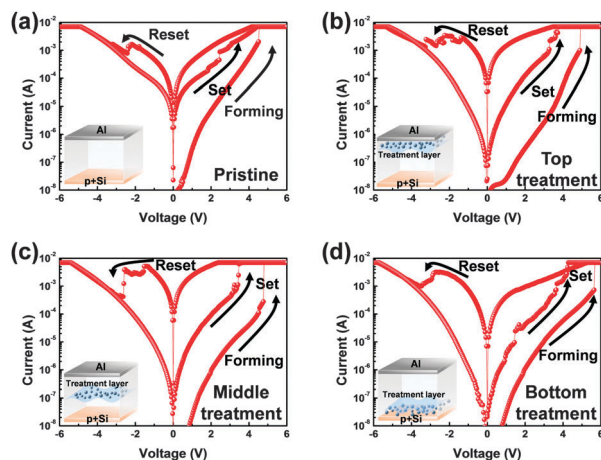 (a)
10⁻²
10⁻³
10⁻⁴
10⁻⁵
10⁻⁶
10⁻⁷
10⁻⁸
Current (A)
Reset
Set
Forming
Al
p+Si
Pristine
-6 -4 -2 0 2 4 6
Voltage (V)
(b)
10⁻²
10⁻³
10⁻⁴
10⁻⁵
10⁻⁶
10⁻⁷
10⁻⁸
Current (A)
Reset
Set
Forming
Al
Treatment layer
p+Si
Top
treatment
-6 -4 -2 0 2 4 6
Voltage (V)
(c)
10⁻²
10⁻³
10⁻⁴
10⁻⁵
10⁻⁶
10⁻⁷
10⁻⁸
Current (A)
Reset
Set
Forming
Al
Treatment layer
p+Si
Middle
treatment
-6 -4 -2 0 2 4 6
Voltage (V)
(d)
10⁻²
10⁻³
10⁻⁴
10⁻⁵
10⁻⁶
10⁻⁷
10⁻⁸
Current (A)
Reset
Set
Forming
Al
Treatment layer
p+Si
Bottom
treatment
-6 -4 -2 0 2 4 6
Voltage (V)